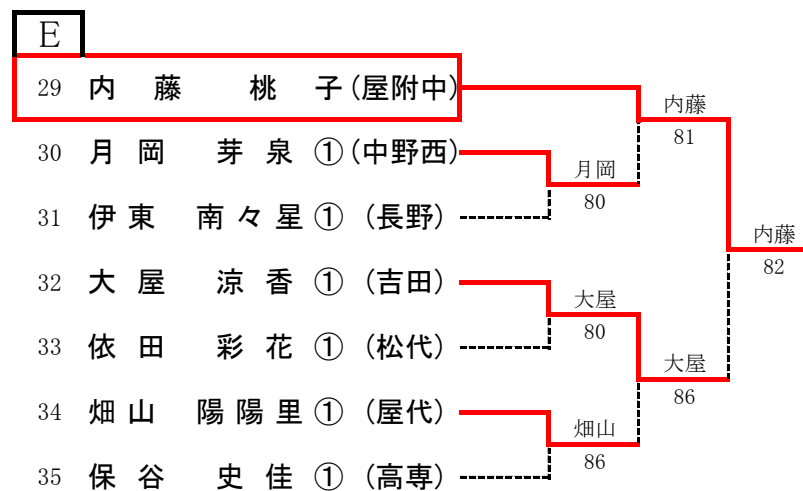 E
29 内藤 桃子 (屋附中)
内藤
81
30 月岡 芽泉 ① (中野西)
月岡
80
31 伊東 南々星 ① (長野)
内藤
82
32 大屋 涼香 ① (吉田)
大屋
80
33 依田 彩花 ① (松代)
大屋
86
34 畑山 陽陽里 ① (屋代)
畑山
86
35 保谷 史佳 ① (高専)